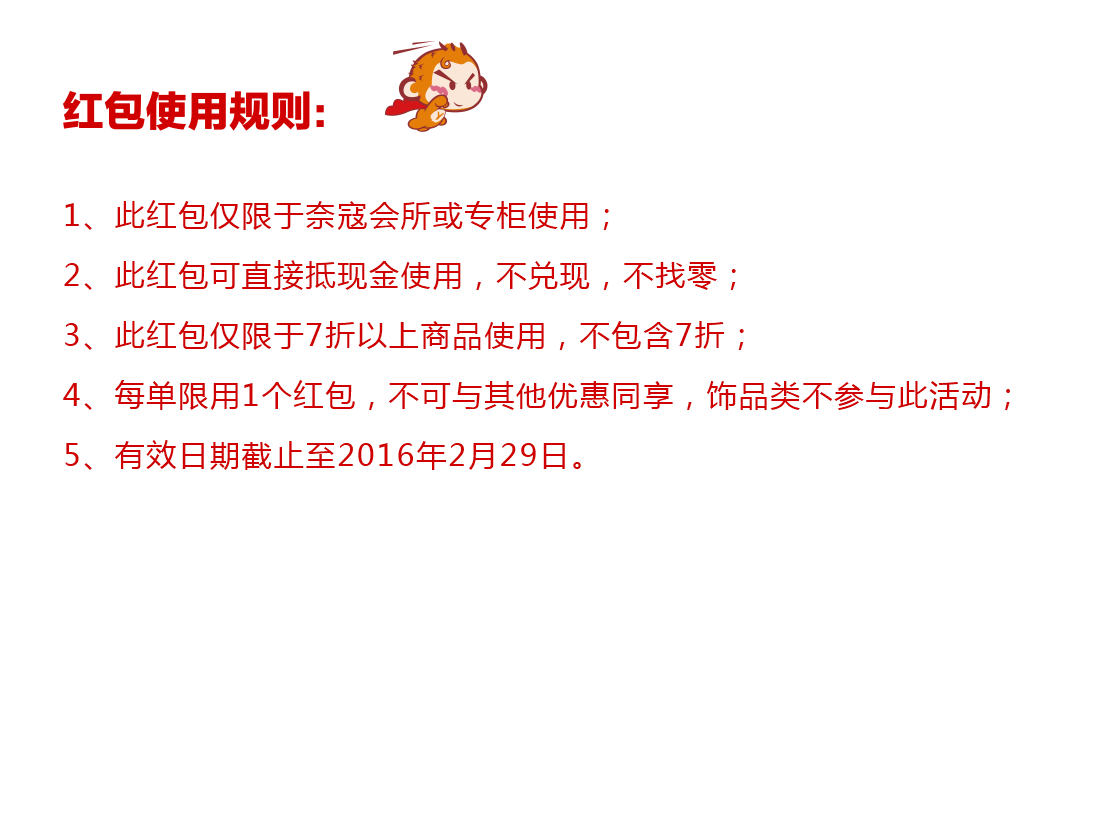 红包使用规则:
1、此红包仅限于奈寇会所或专柜使用；
2、此红包可直接抵现金使用，不兑现，不找零；
3、此红包仅限于7折以上商品使用，不包含7折；
4、每单限用1个红包，不可与其他优惠同享，饰品类不参与此活动；
5、有效日期截止至2016年2月29日。